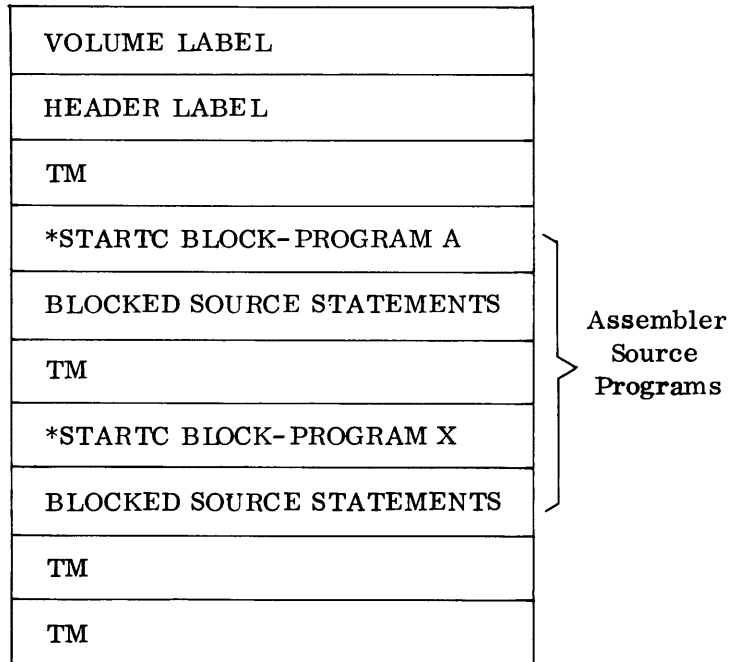 VOLUME LABEL
HEADER LABEL
TM
*STARTC BLOCK-PROGRAM A
BLOCKED SOURCE STATEMENTS
TM
*STARTC BLOCK-PROGRAM X
BLOCKED SOURCE STATEMENTS
TM
TM
Assembler
Source
Programs